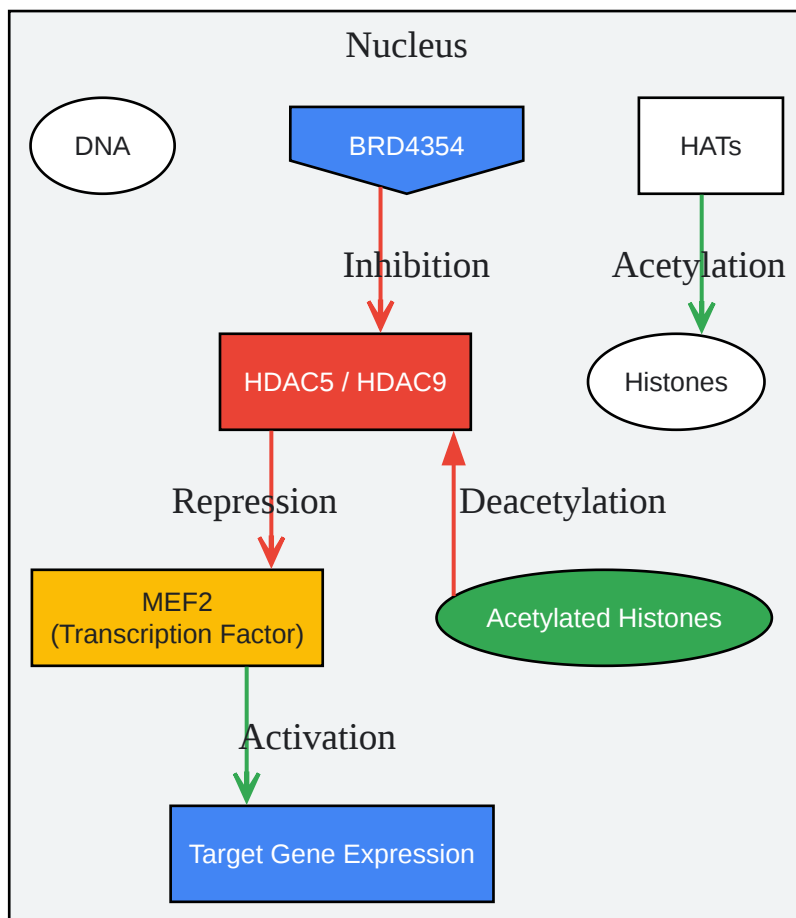 Nucleus
DNA
BRD4354
HATs
Inhibition
Acetylation
HDAC5 / HDAC9
Histones
Repression
Deacetylation
MEF2
(Transcription Factor)
Acetylated Histones
Activation
Target Gene Expression